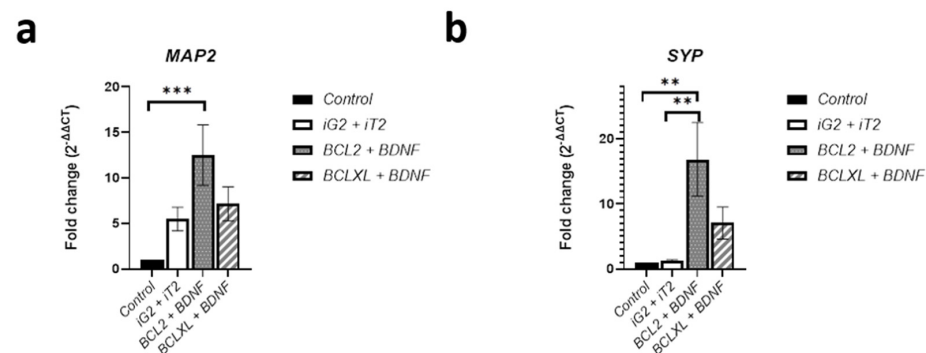 a
MAP2
Fold change (2-ΔΔCT)
20
15
10
5
0
***
Control
iG2 + iT2
BCL2 + BDNF
BCLXL + BDNF
Control
iG2 + iT2
BCL2 + BDNF
BCLXL + BDNF
b
SYP
Fold change (2-ΔΔCT)
20
10
0
**
**
Control
iG2 + iT2
BCL2 + BDNF
BCLXL + BDNF
Control
iG2 + iT2
BCL2 + BDNF
BCLXL + BDNF